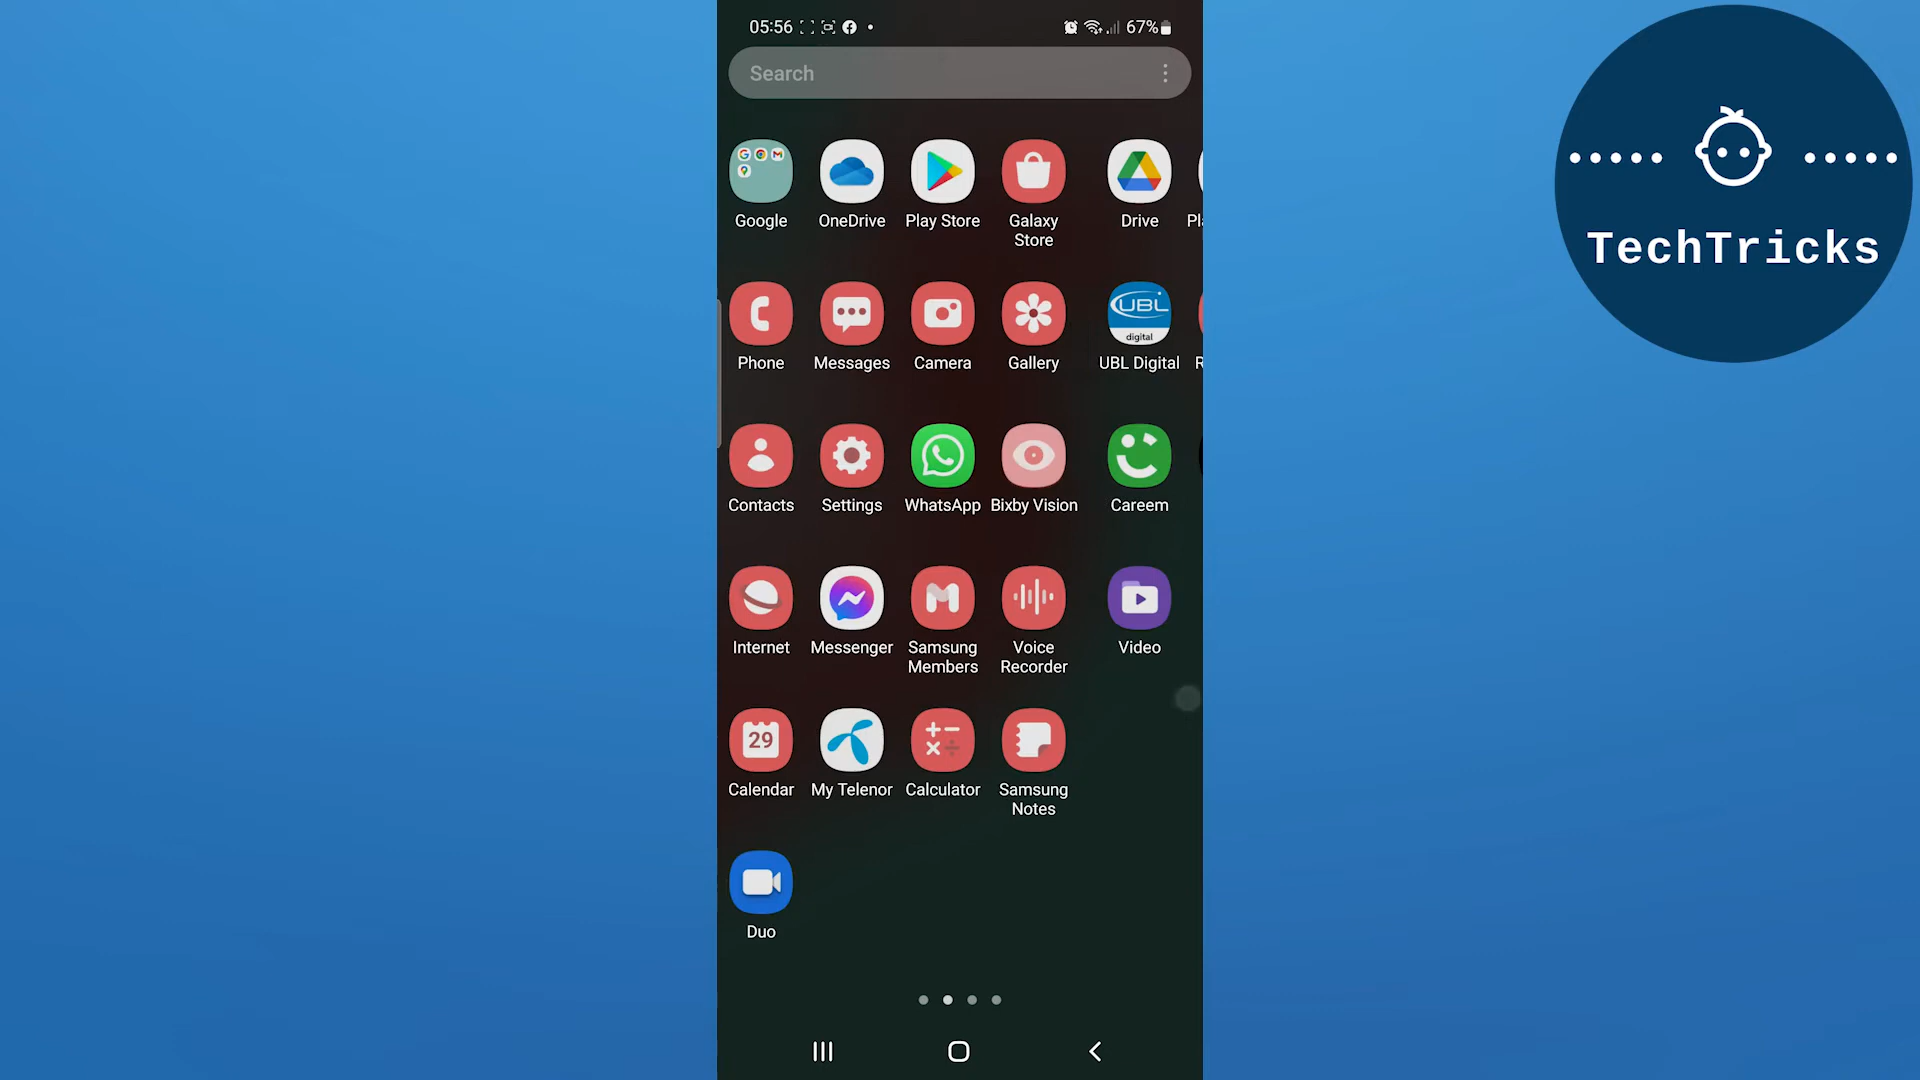 05:56
67%
Search
Google
OneDrive
Play Store
Galaxy
Store
Drive
Pl
Phone
Messages
Camera
Gallery
UBL
digital
UBL Digital
R
Contacts
Settings
WhatsApp
Bixby Vision
Careem
Internet
Messenger
Samsung
Members
Voice
Recorder
Video
29
Calendar
My Telenor
Calculator
Samsung
Notes
Duo
TechTricks